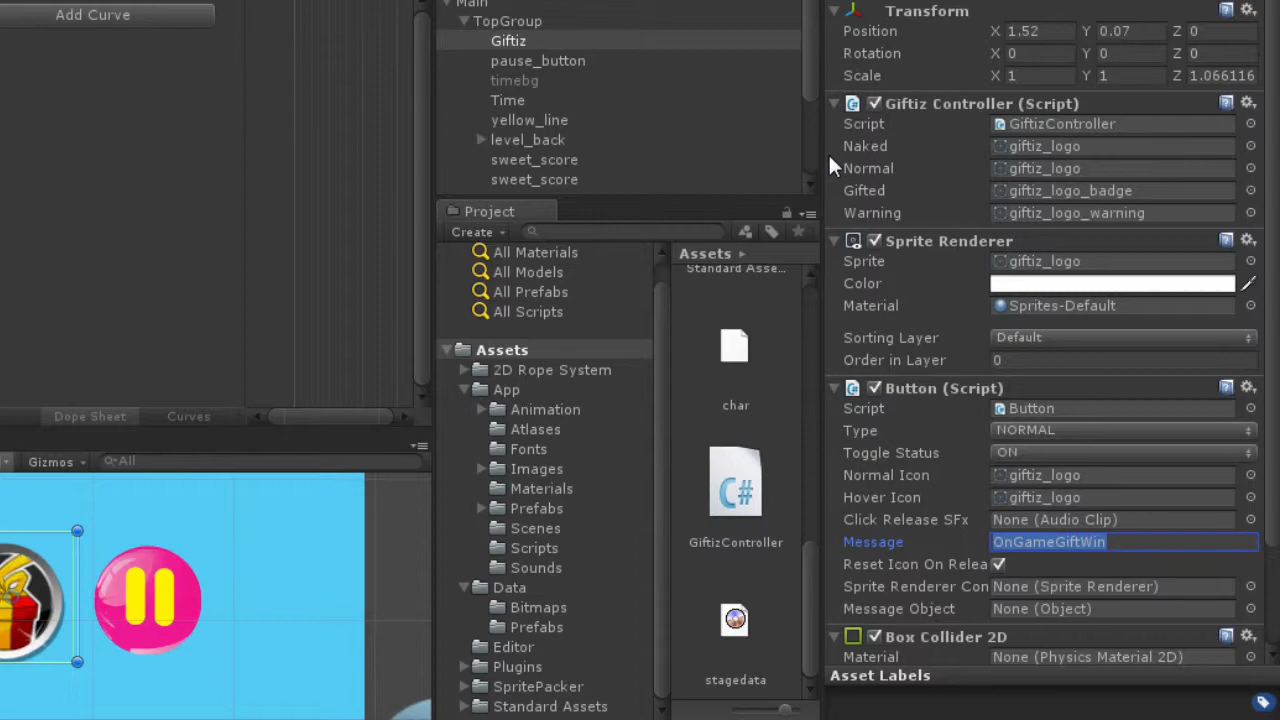 Add Curve
Dope Sheet
Curves
Gizmos
All
Main
TopGroup
Giftiz
pause_button
timebg
Time
yellow_line
level_back
sweet_score
sweet_score
Project
Create
All Materials
All Models
All Prefabs
All Scripts
Assets
2D Rope System
App
Animation
Atlases
Fonts
Images
Materials
Prefabs
Scenes
Scripts
Sounds
Data
Bitmaps
Prefabs
Editor
Plugins
SpritePacker
Standard Assets
Assets
Standard Asse...
char
C#
GiftizController
stagedata
Transform
Position X 1.52 Y 0.07 Z 0
Rotation X 0 Y 0 Z 0
Scale X 1 Y 1 Z 1.066116
Giftiz Controller (Script)
Script GiftizController
Naked giftiz_logo
Normal giftiz_logo
Gifted giftiz_logo_badge
Warning giftiz_logo_warning
Sprite Renderer
Sprite giftiz_logo
Color
Material Sprites-Default
Sorting Layer Default
Order in Layer 0
Button (Script)
Script Button
Type NORMAL
Toggle Status ON
Normal Icon giftiz_logo
Hover Icon giftiz_logo
Click Release SFx None (Audio Clip)
Message OnGameGiftWin
Reset Icon On Relea
Sprite Renderer Con None (Sprite Renderer)
Message Object None (Object)
Box Collider 2D
Material None (Physics Material 2D)
Asset Labels